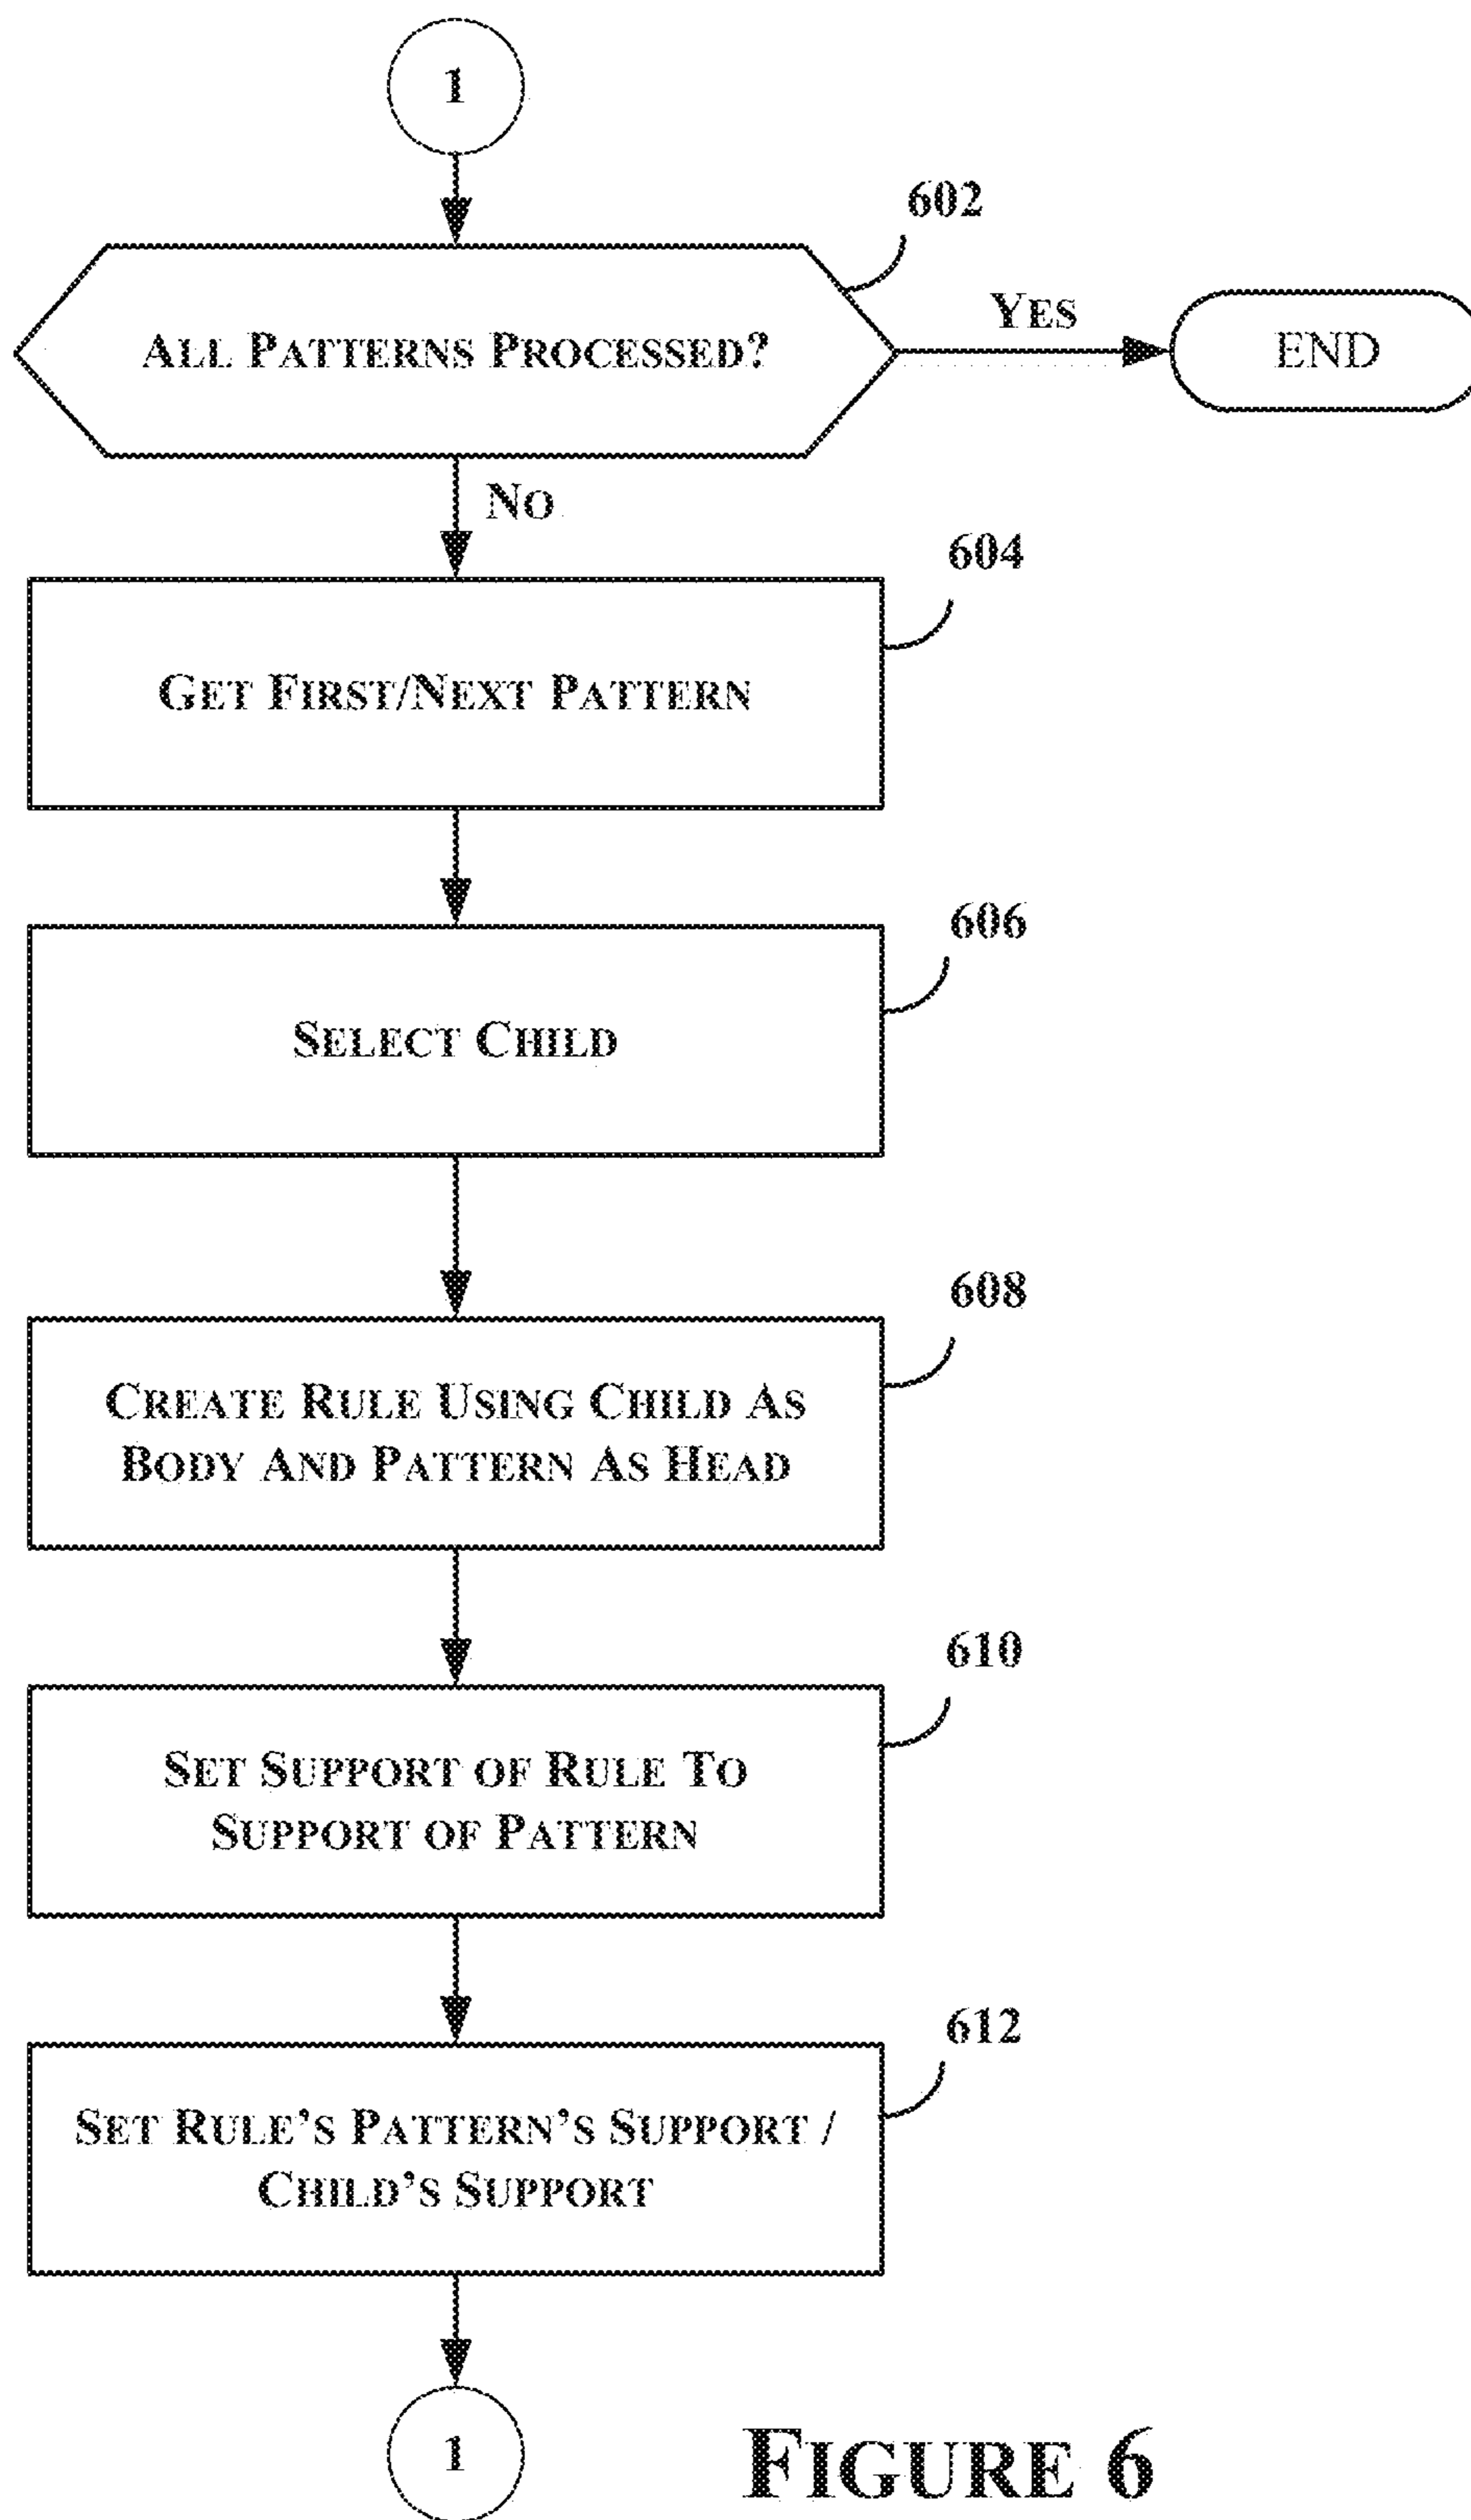 1
602
ALL PATTERNS PROCESSED?
YES
END
NO
604
GET FIRST/NEXT PATTERN
606
SELECT CHILD
608
CREATE RULE USING CHILD AS
BODY AND PATTERN AS HEAD
610
SET SUPPORT OF RULE TO
SUPPORT OF PATTERN
612
SET RULE'S PATTERN'S SUPPORT /
CHILD'S SUPPORT
1
FIGURE 6